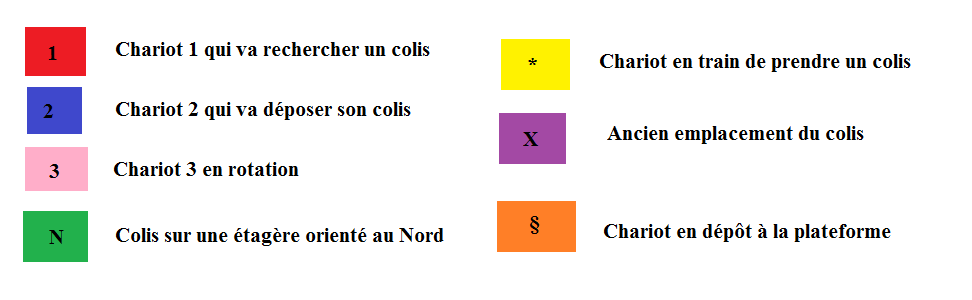 1 Chariot 1 qui va rechercher un colis
2 Chariot 2 qui va déposer son colis
3 Chariot 3 en rotation
N Colis sur une étagère orienté au Nord
* Chariot en train de prendre un colis
X Ancien emplacement du colis
§ Chariot en dépôt à la plateforme